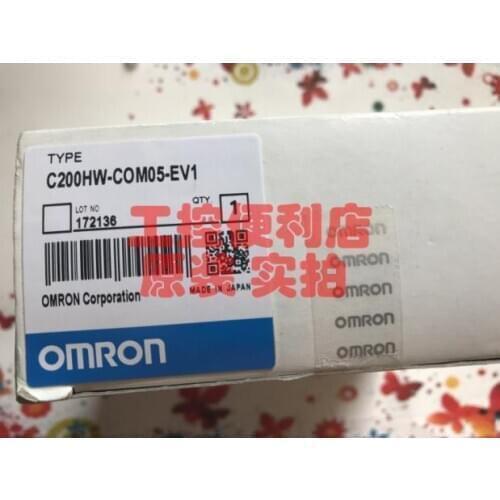 TYPE
C200HW-COM05-EV1
LOT NO
QTY
172136
1
OMRON Corporation
MADE IN JAPAN
OMRON
工控便利店
原装实拍
OMRON
OMRON
OMRON
OMRON
OMRON